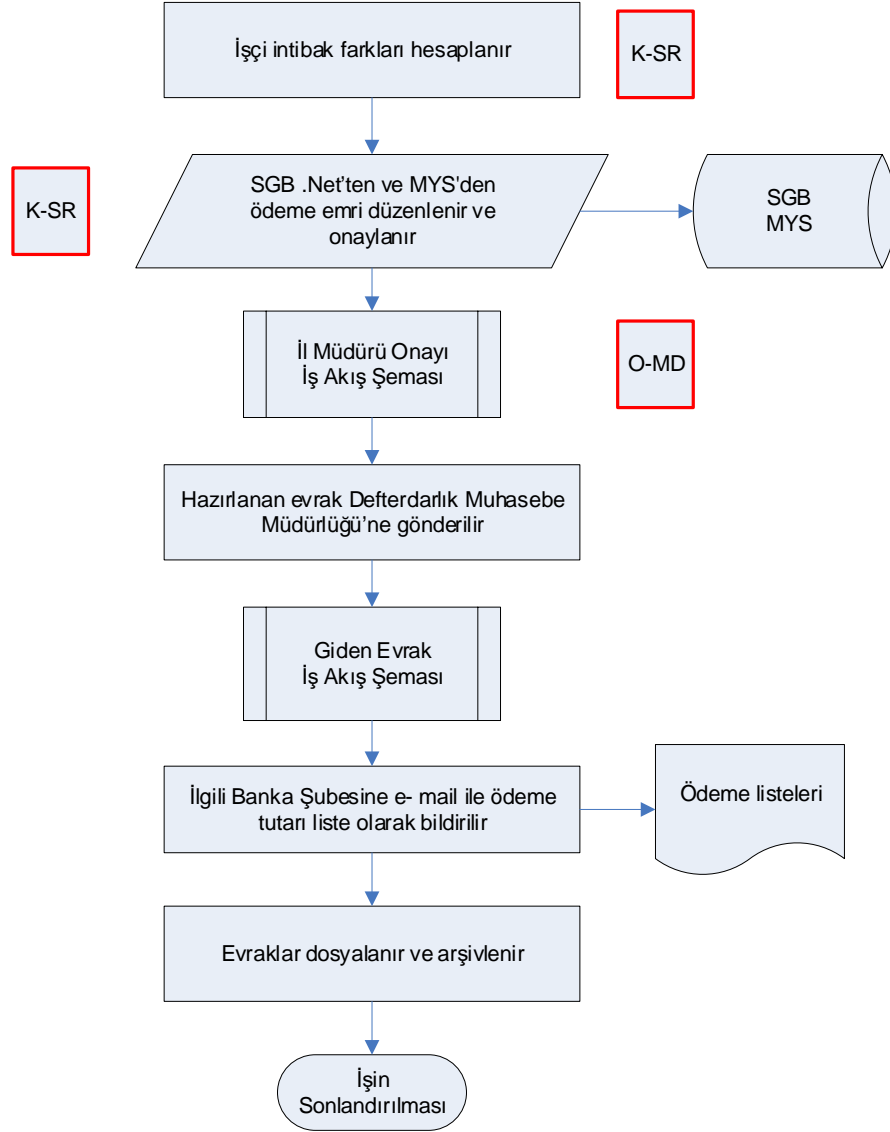 İşçi intibak farkları hesaplanır
K-SR
K-SR
SGB .Net'ten ve MYS'den
ödeme emri düzenlenir ve
onaylanır
SGB
MYS
İl Müdürü Onayı
İş Akış Şeması
O-MD
Hazırlanan evrak Defterdarlık Muhasebe
Müdürlüğü’ne gönderilir
Giden Evrak
İş Akış Şeması
İlgili Banka Şubesine e- mail ile ödeme
tutarı liste olarak bildirilir
Ödeme listeleri
Evraklar dosyalanır ve arşivlenir
İşin
Sonlandırılması